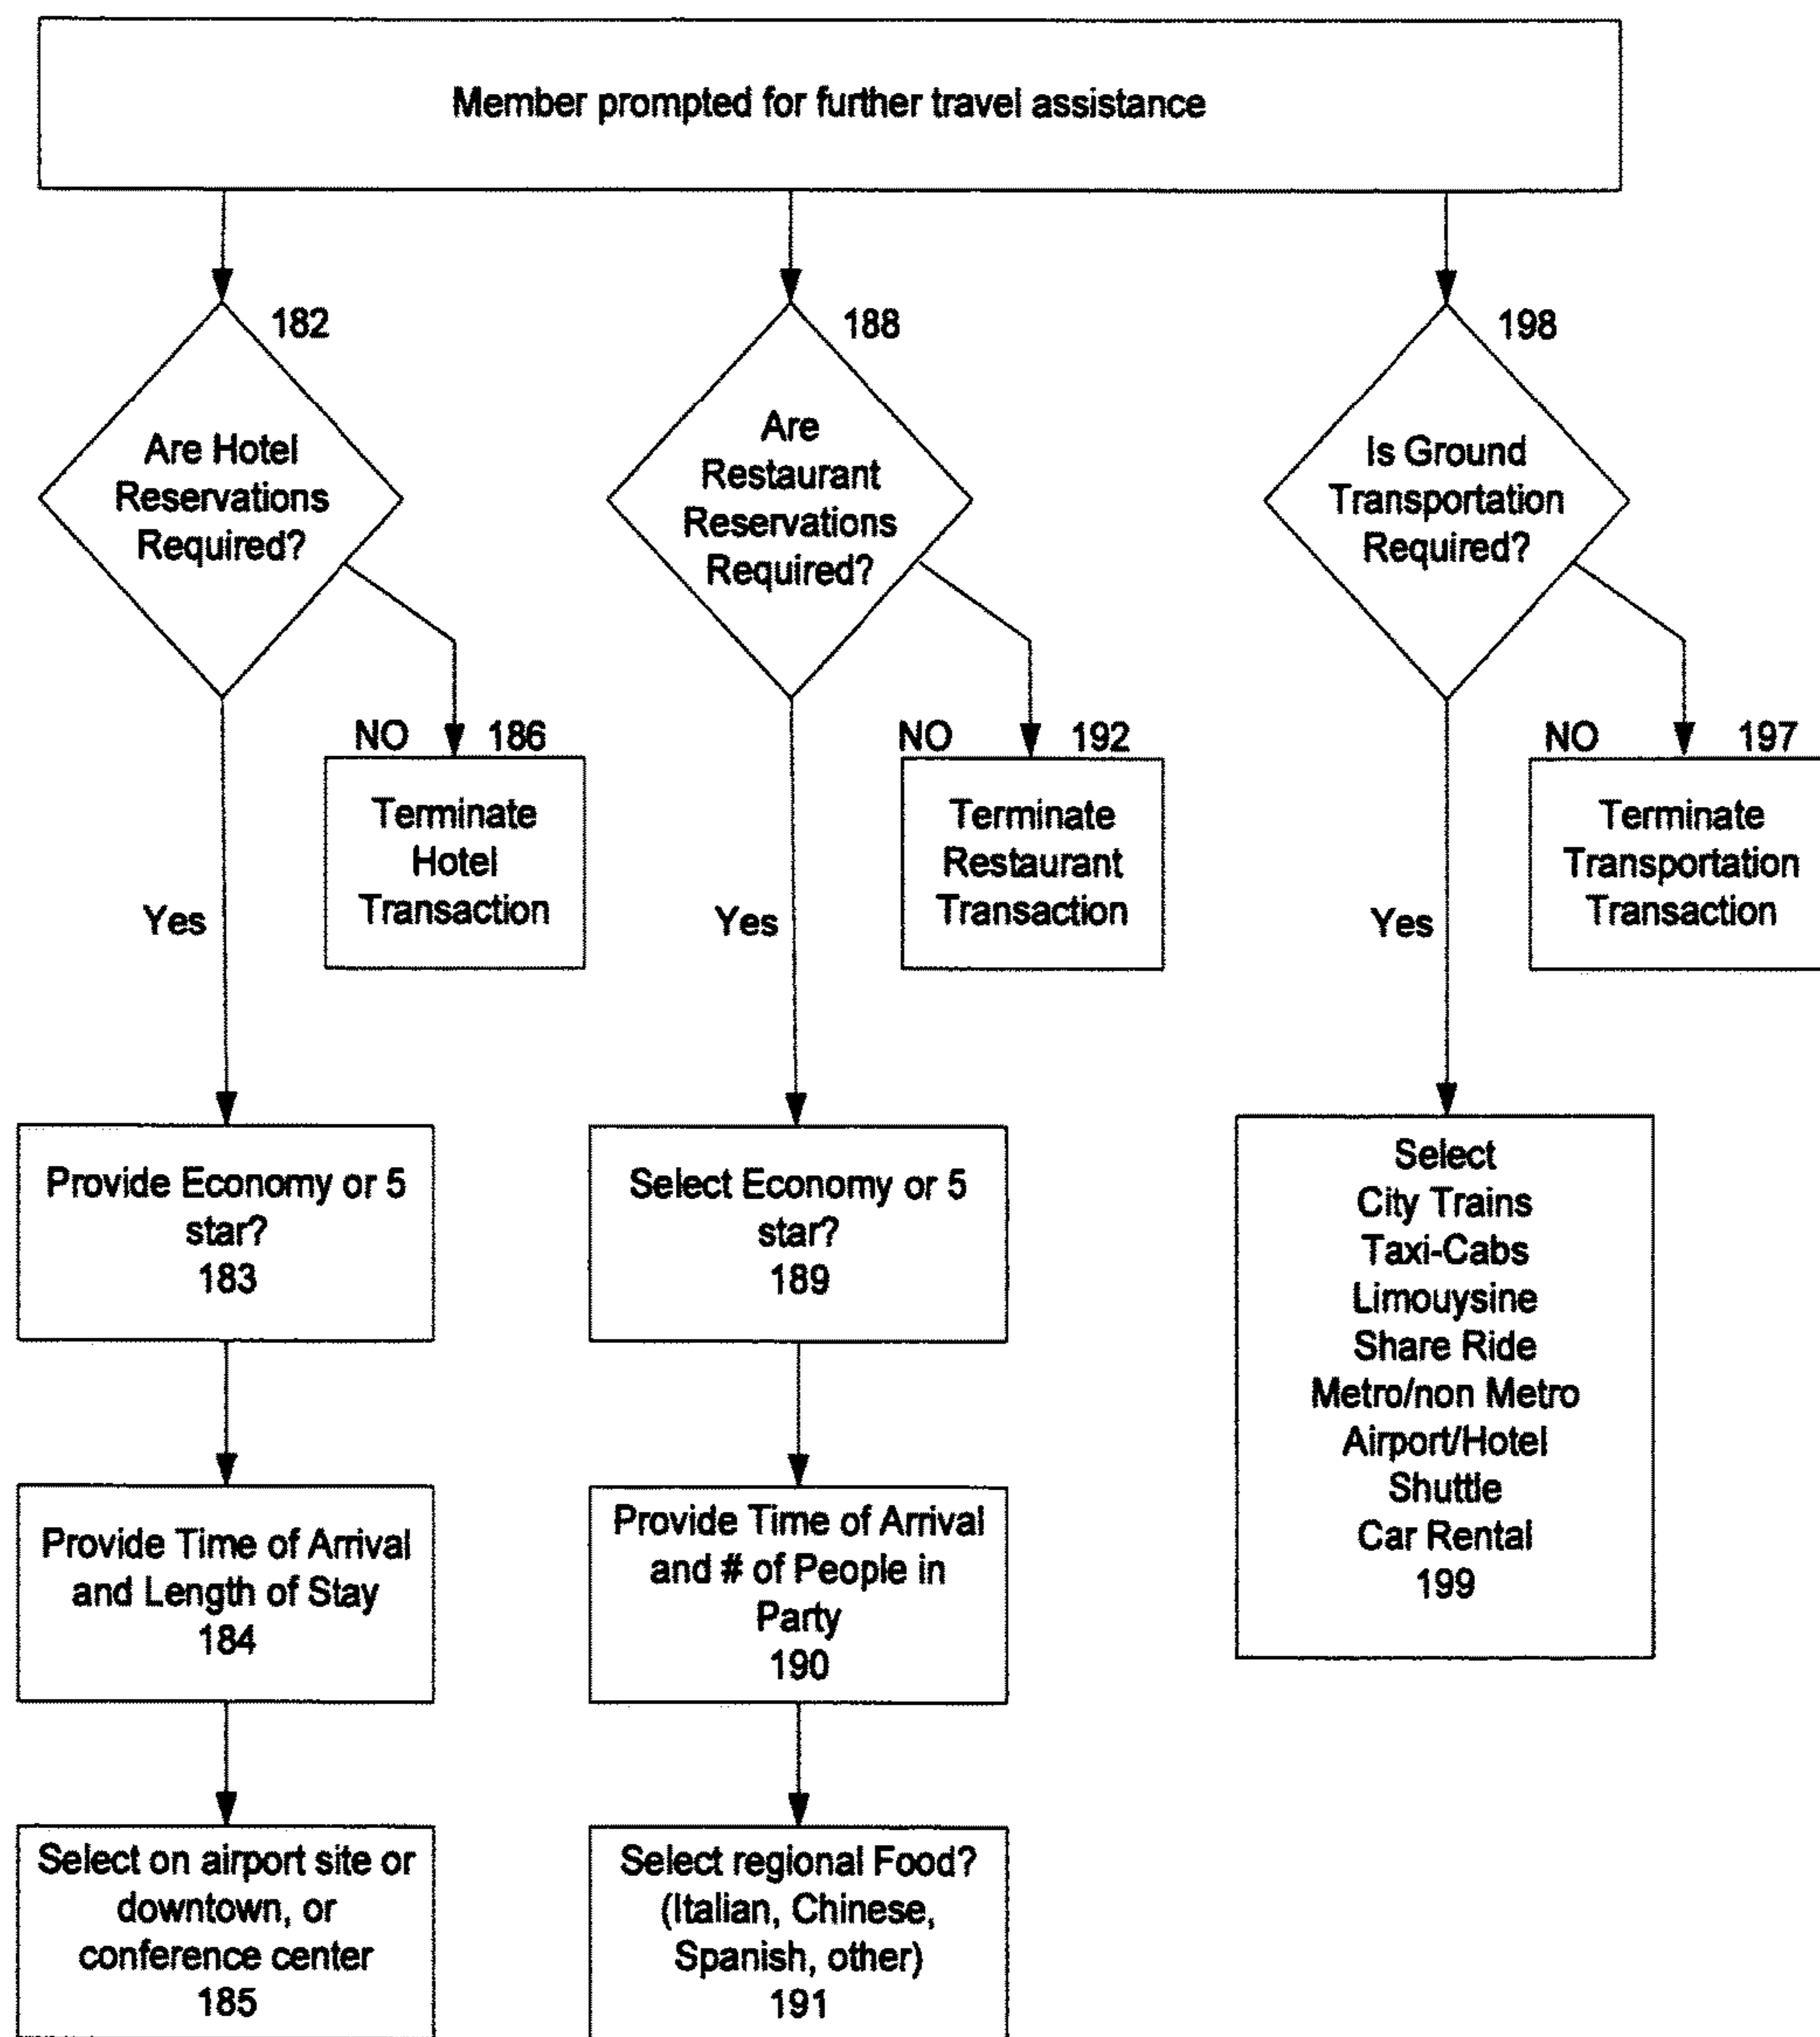 Member prompted for further travel assistance
182
Are Hotel
Reservations
Required?
188
Are
Restaurant
Reservations
Required?
198
Is Ground
Transportation
Required?
NO
186
Terminate
Hotel
Transaction
NO
192
Terminate
Restaurant
Transaction
NO
197
Terminate
Transportation
Transaction
Yes
Yes
Yes
Provide Economy or 5
star?
183
Select Economy or 5
star?
189
Select
City Trains
Taxi-Cabs
Limouysine
Share Ride
Metro/non Metro
Airport/Hotel
Shuttle
Car Rental
199
Provide Time of Arrival
and Length of Stay
184
Provide Time of Arrival
and # of People in
Party
190
Select on airport site or
downtown, or
conference center
185
Select regional Food?
(Italian, Chinese,
Spanish, other)
191